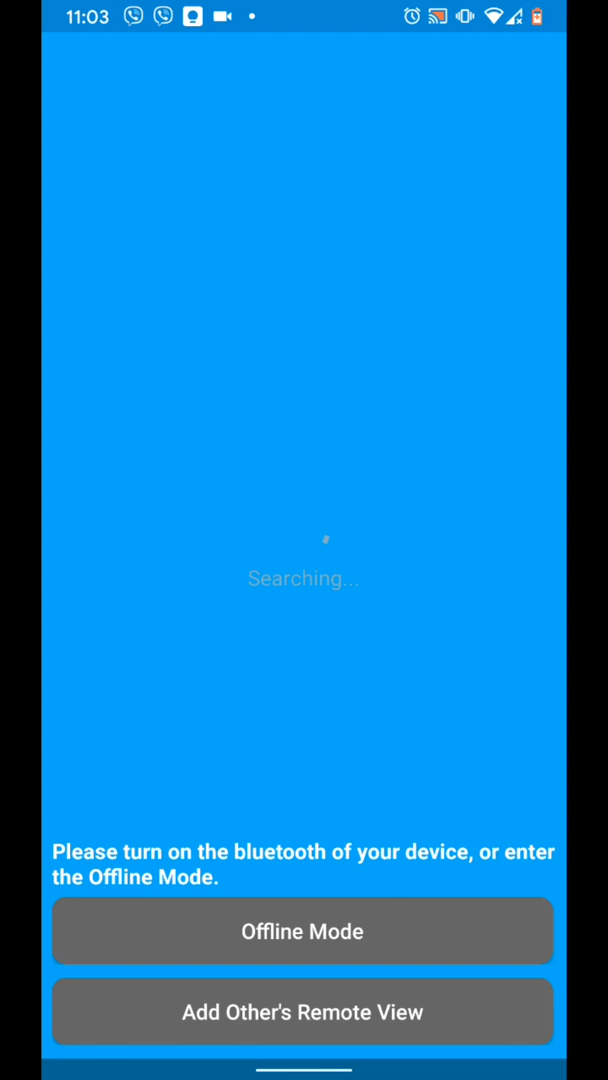 11:03
Searching...
Please turn on the bluetooth of your device, or enter
the Offline Mode.
Offline Mode
Add Other's Remote View